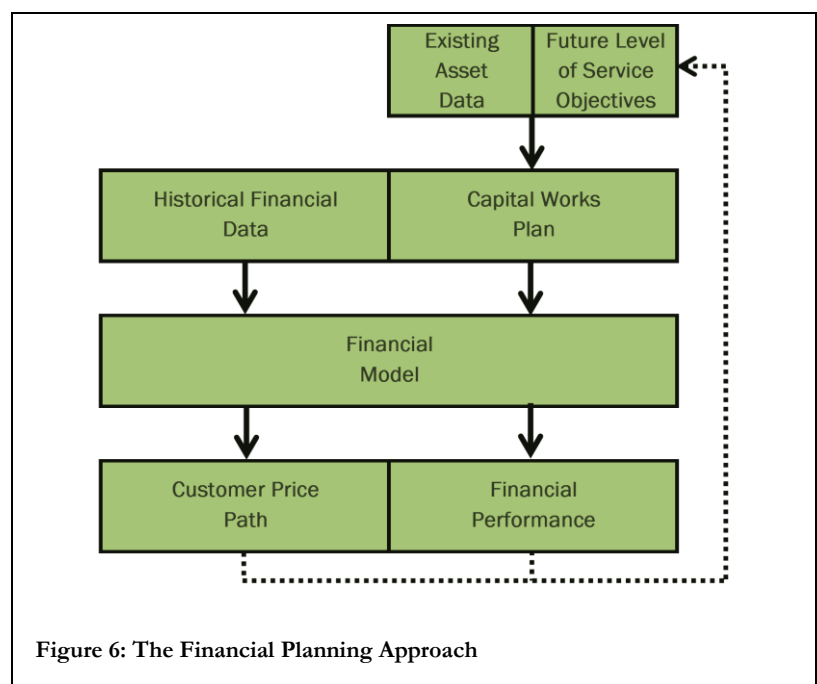 Existing
Asset
Data
Future Level
of Service
Objectives
Historical Financial
Data
Capital Works
Plan
Financial
Model
Customer Price
Path
Financial
Performance
Figure 6: The Financial Planning Approach